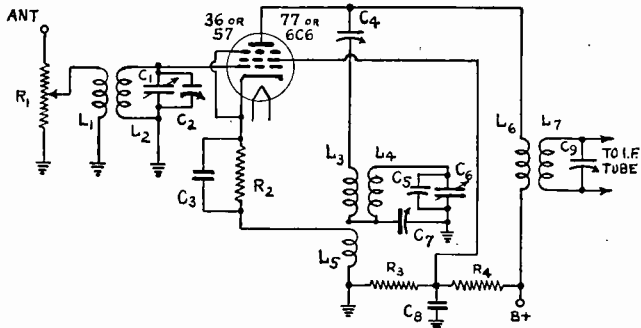 ANT
36 OR
57
77 OR
6C6
C4
R1
L1
L2
C1
C2
C3
R2
L3
L4
C5
C6
C7
L5
L6
L7
C9
TO I.F.
TUBE
R3
R4
C8
B+